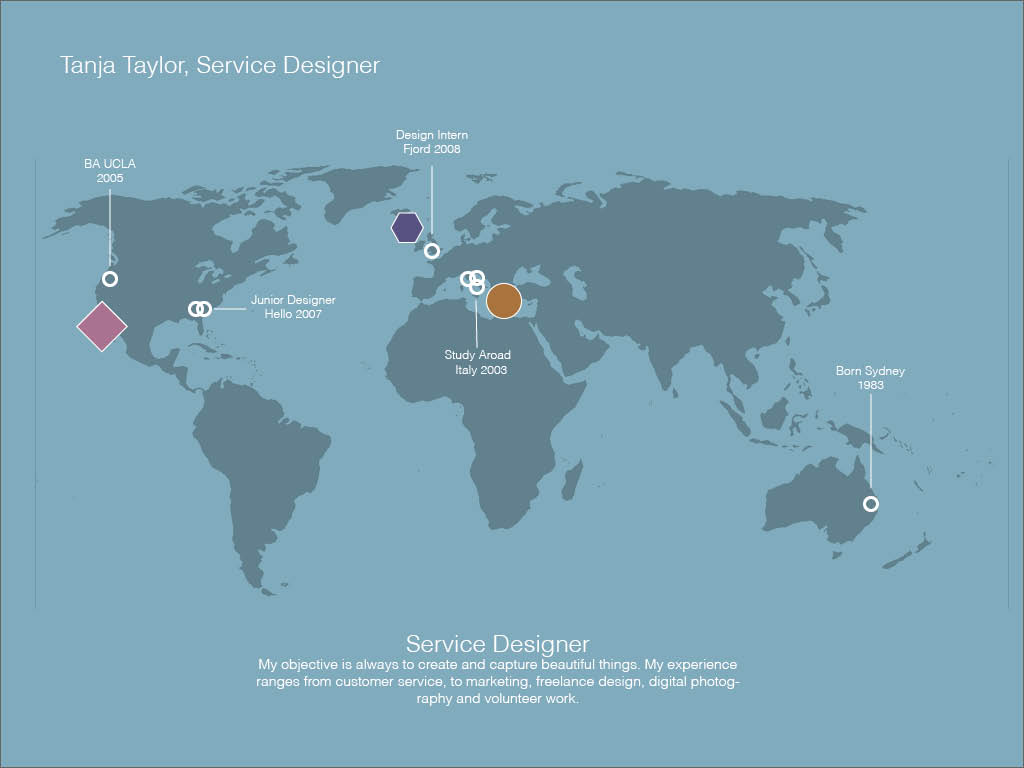 Tanja Taylor, Service Designer
Design Intern
Fjord 2008
BA UCLA
2005
Junior Designer
Hello 2007
Study Aroad
Italy 2003
Born Sydney
1983
Service Designer
My objective is always to create and capture beautiful things. My experience
ranges from customer service, to marketing, freelance design, digital photog-
raphy and volunteer work.